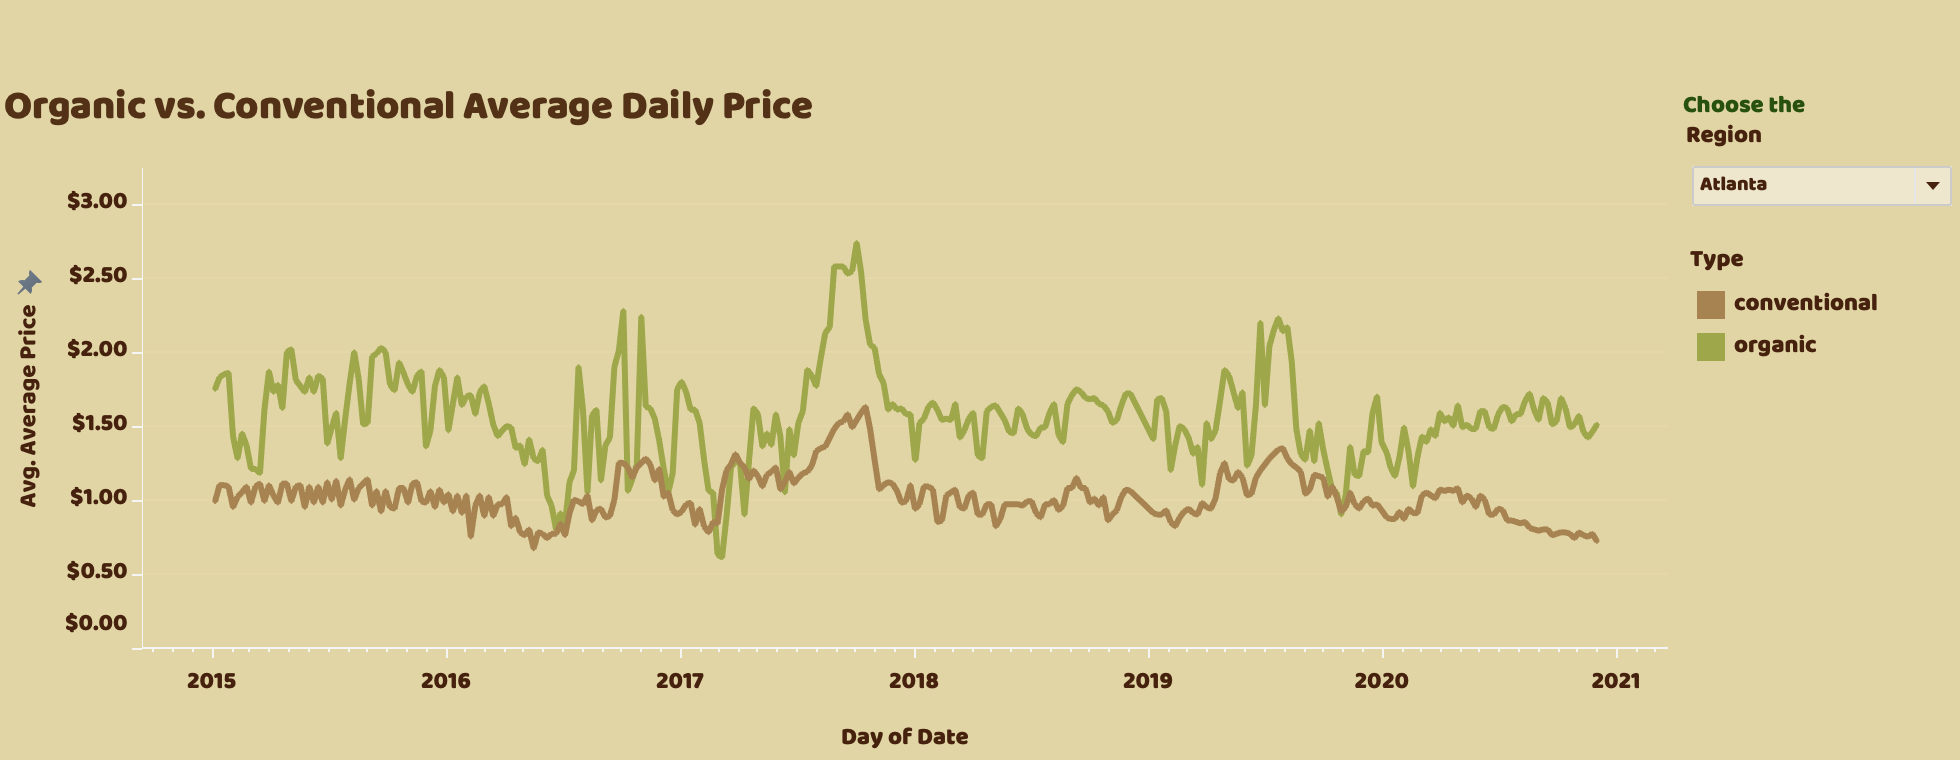 Organic vs. Conventional Average Daily Price
Choose the
Region
Atlanta
Type
conventional
organic
Avg. Average Price
$3.00
$2.50
$2.00
$1.50
$1.00
$0.50
$0.00
2015 2016 2017 2018 2019 2020 2021
Day of Date